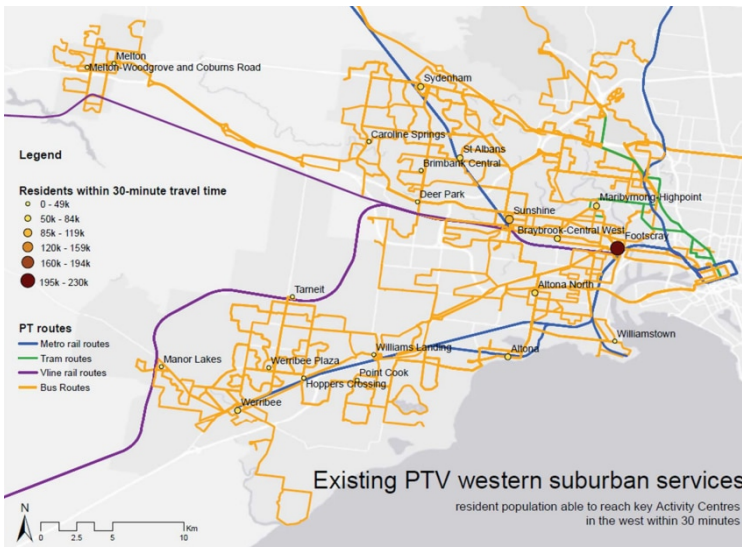 Melton
Melton-Woodgrove and Coburns Road
Sydenham
Caroline Springs
St Albans
Brimbank Central
Deer Park
Maribyrnong-Highpoint
Sunshine
Braybrook-Central West
Footscray
Altona North
Tarneit
Williamstown
Manor Lakes
Werribee Plaza
Williams Landing
Altona
Hoppers Crossing
Point Cook
Werribee
Legend
Residents within 30-minute travel time
0 - 49k
50k - 84k
85k - 119k
120k - 159k
160k - 194k
195k - 230k
PT routes
Metro rail routes
Tram routes
Vline rail routes
Bus Routes
N
Km
0 2.5 5 10
Existing PTV western suburban services
resident population able to reach key Activity Centres
in the west within 30 minutes